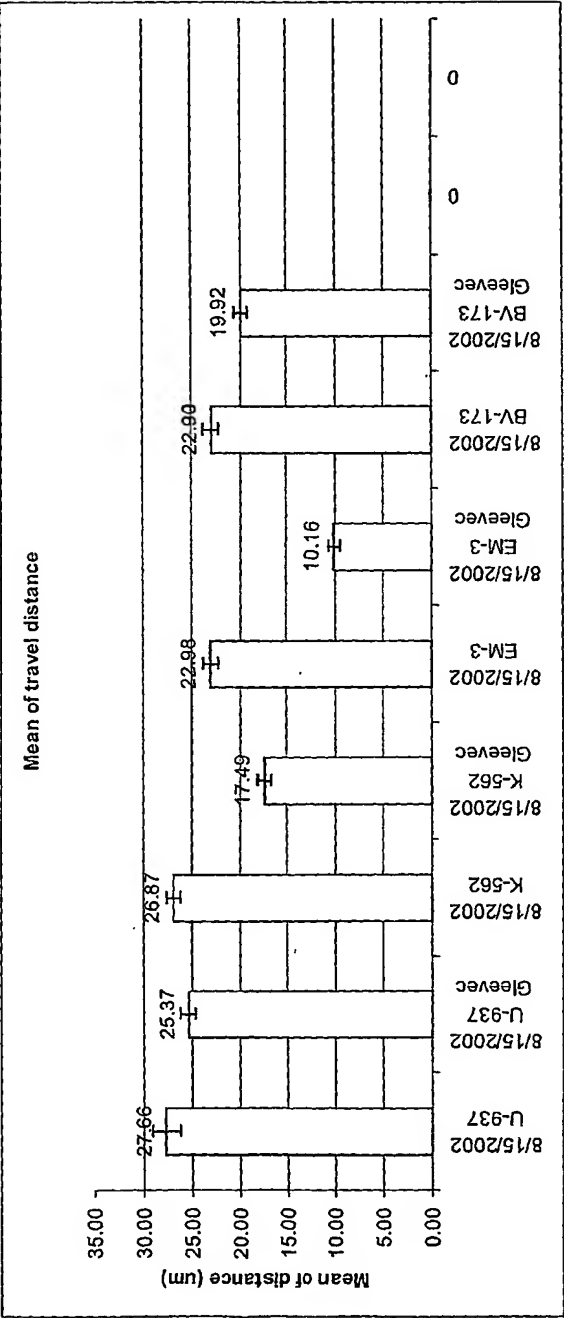 Mean of travel distance
Mean of distance (um)
35.00
30.00
25.00
20.00
15.00
10.00
5.00
0.00
27.66
25.37
26.87
17.49
22.98
10.16
22.90
19.92
8/15/2002
U-937
8/15/2002
U-937
Gleevec
8/15/2002
K-562
8/15/2002
K-562
Gleevec
8/15/2002
EM-3
8/15/2002
EM-3
Gleevec
8/15/2002
BV-173
8/15/2002
BV-173
Gleevec
0
0